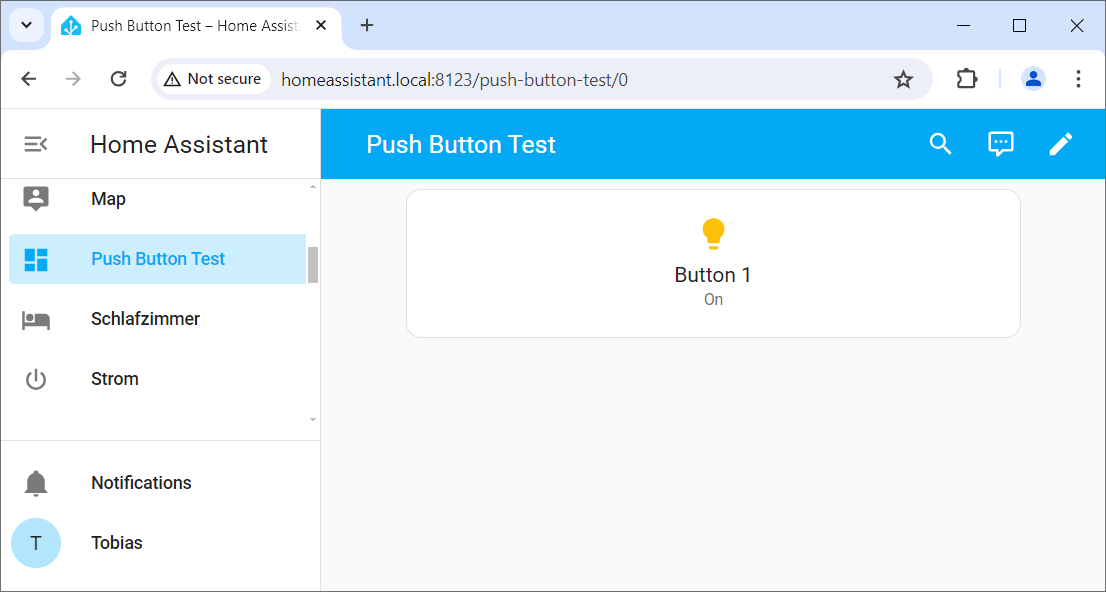 Push Button Test – Home Assist
Not secure
homeassistant.local:8123/push-button-test/0
Home Assistant
Push Button Test
Map
Push Button Test
Schlafzimmer
Strom
Notifications
T
Tobias
Button 1
On